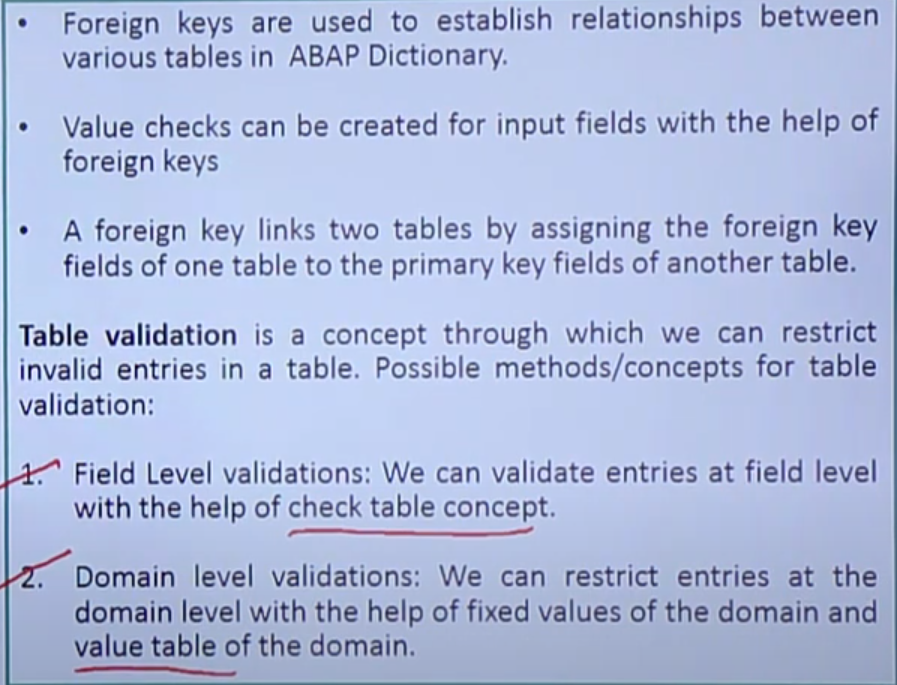 • Foreign keys are used to establish relationships between
various tables in ABAP Dictionary.
• Value checks can be created for input fields with the help of
foreign keys
• A foreign key links two tables by assigning the foreign key
fields of one table to the primary key fields of another table.
Table validation is a concept through which we can restrict
invalid entries in a table. Possible methods/concepts for table
validation:
1. Field Level validations: We can validate entries at field level
with the help of check table concept.
2. Domain level validations: We can restrict entries at the
domain level with the help of fixed values of the domain and
value table of the domain.